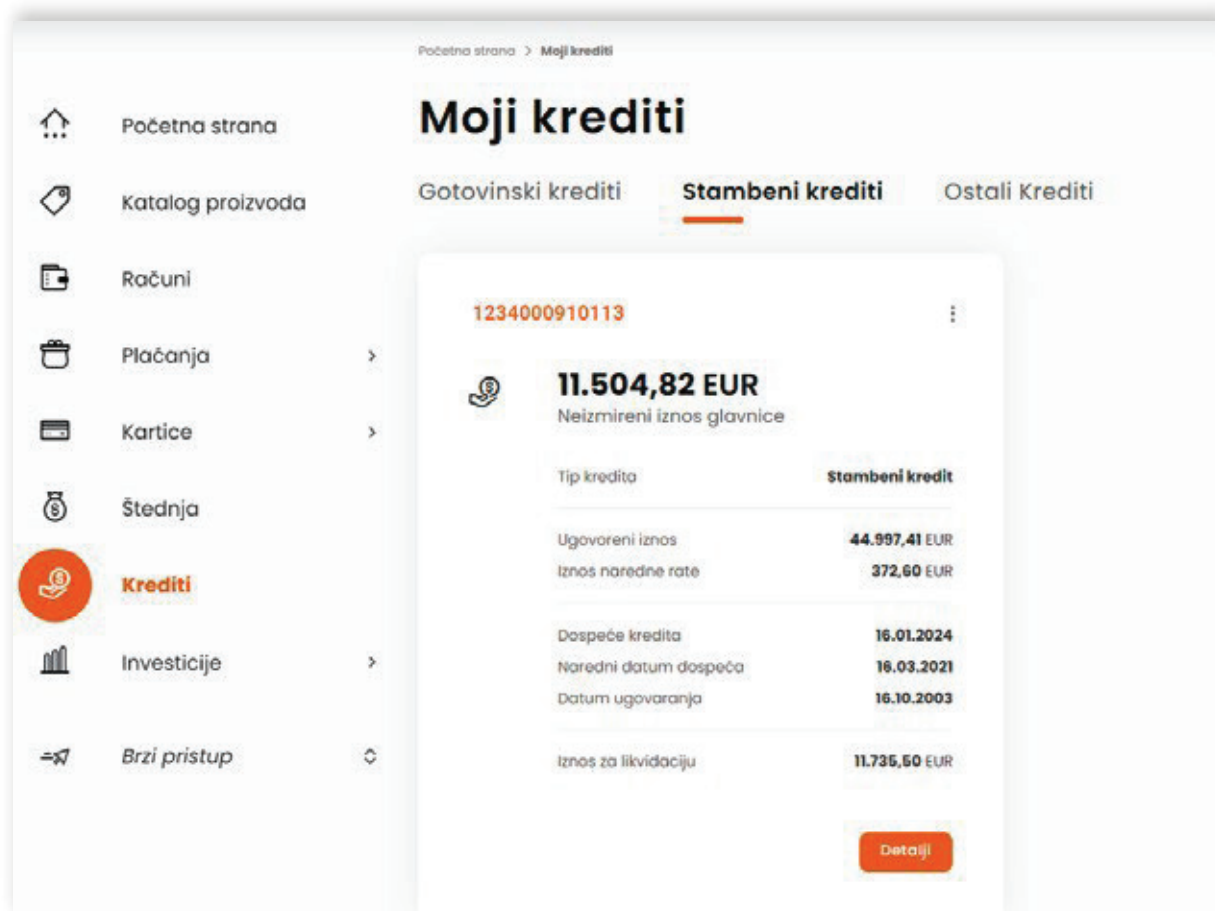 Početna strana > Moji krediti
Moji krediti
Početna strana
Katalog proizvoda
Računi
Plaćanja
Kartice
Štednja
Krediti
Investicije
Brzi pristup
Gotovinski krediti Stambeni krediti Ostali Krediti
1234000910113
11.504,82 EUR
Neizmireni iznos glavnice
Tip kredita Stambeni kredit
Ugovoreni iznos 44.997,41 EUR
Iznos naredne rate 372,60 EUR
Dospeće kredita 16.01.2024
Naredni datum dospeća 16.03.2021
Datum ugovaranja 16.10.2003
Iznos za likvidaciju 11.735,50 EUR
Detalji